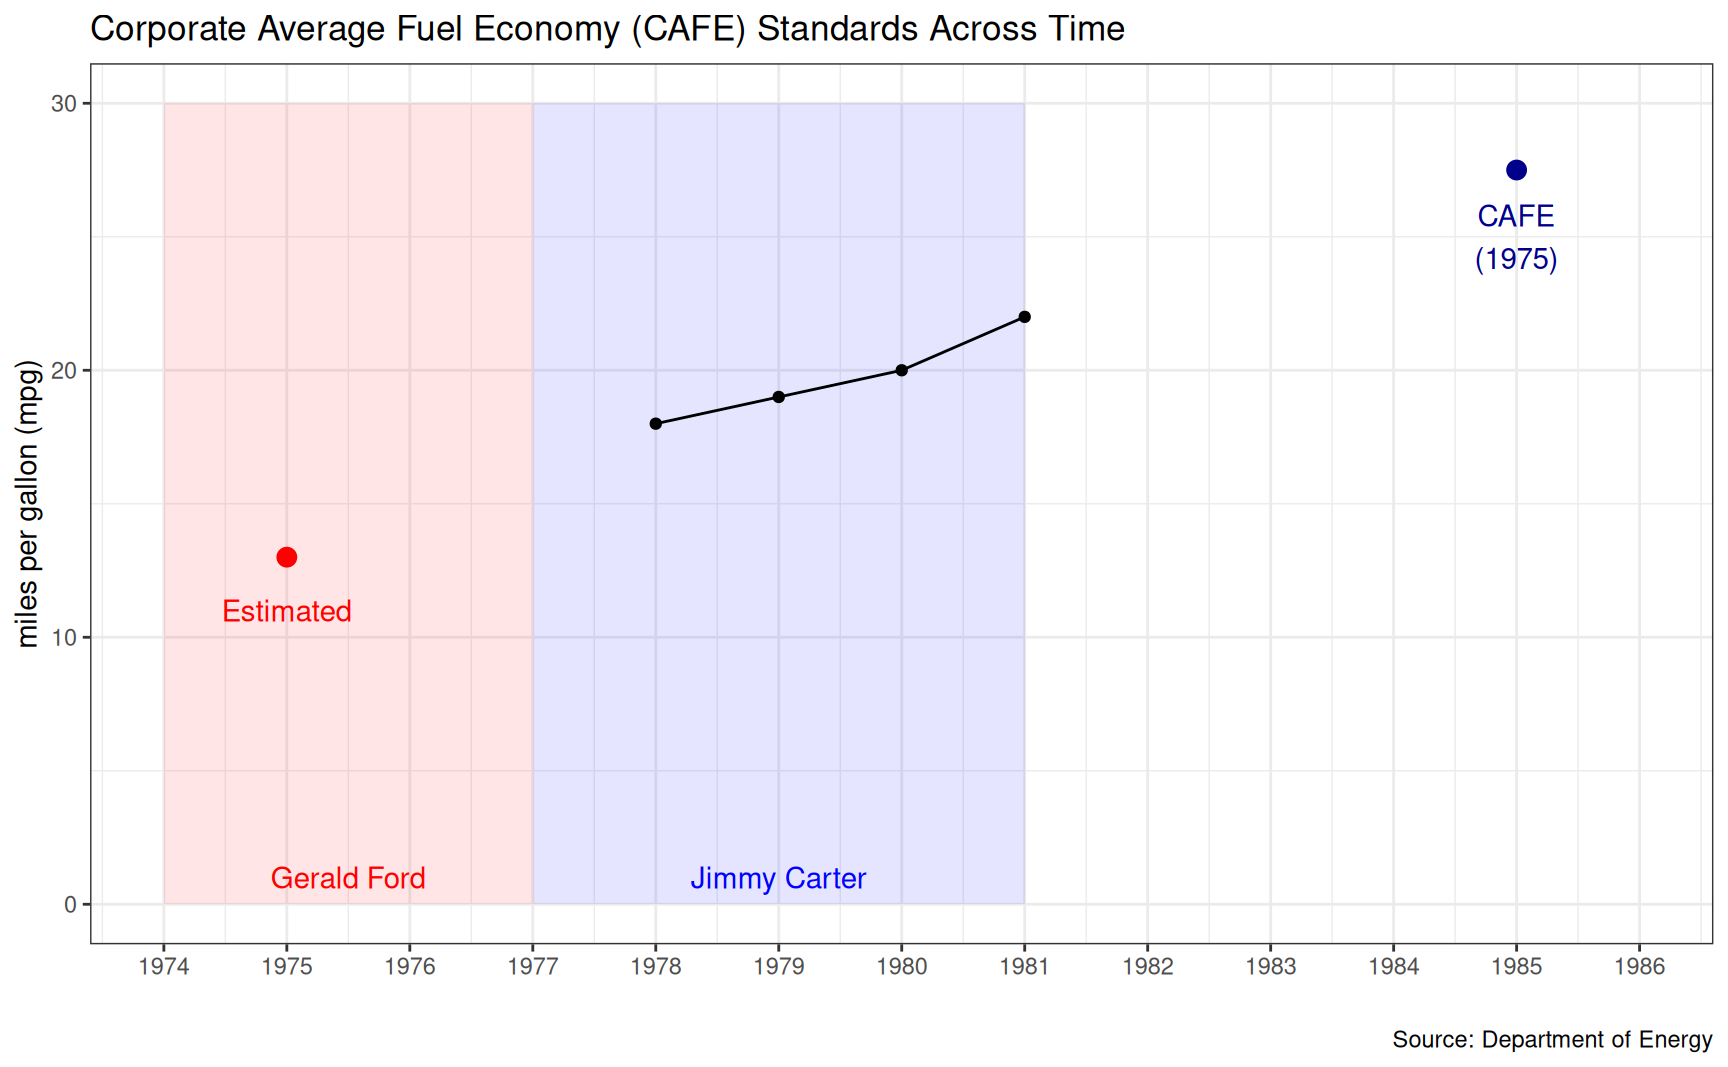 Corporate Average Fuel Economy (CAFE) Standards Across Time
miles per gallon (mpg)
30
20
10
0
CAFE
(1975)
Estimated
Gerald Ford
Jimmy Carter
1974 1975 1976 1977 1978 1979 1980 1981 1982 1983 1984 1985 1986
Source: Department of Energy